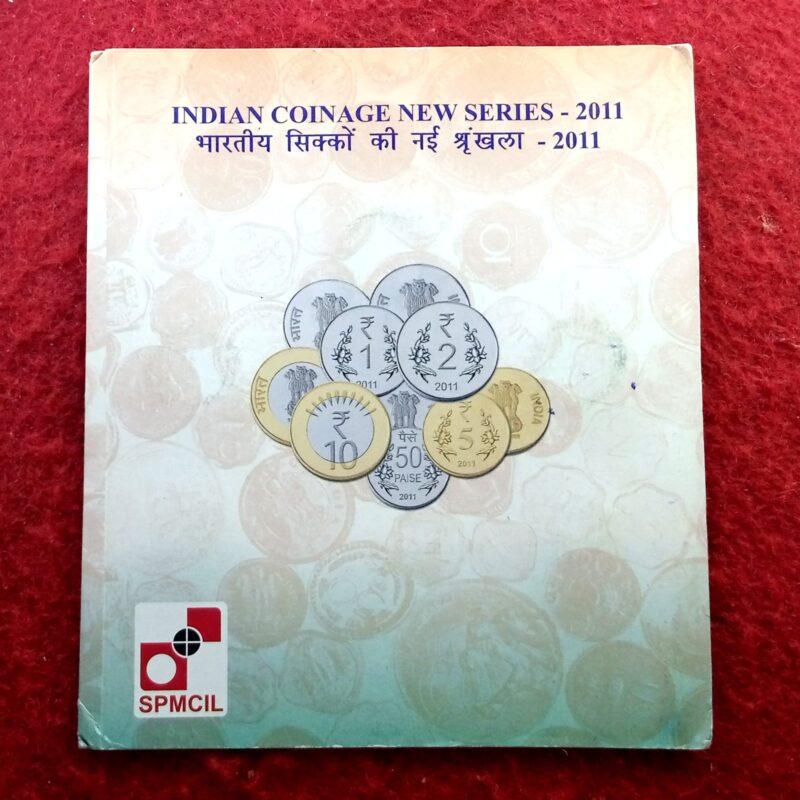 INDIAN COINAGE NEW SERIES - 2011
भारतीय सिक्कों की नई श्रृंखला - 2011
भारत
₹
1
2011
₹
2
2011
भारत
₹
10
पैसे
50
PAISE
2011
₹
5
2011
INDIA
SPMCIL